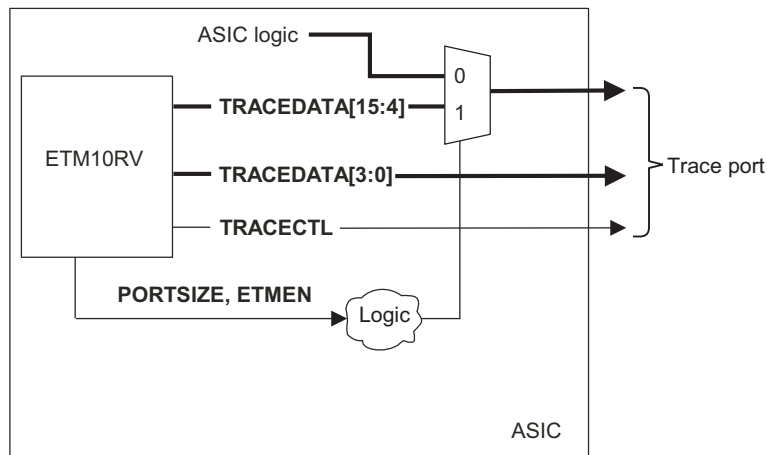 ASIC logic
0
TRACEDATA[15:4]
1
ETM10RV
TRACEDATA[3:0]
Trace port
TRACECTL
PORTSIZE, ETMEN
Logic
ASIC